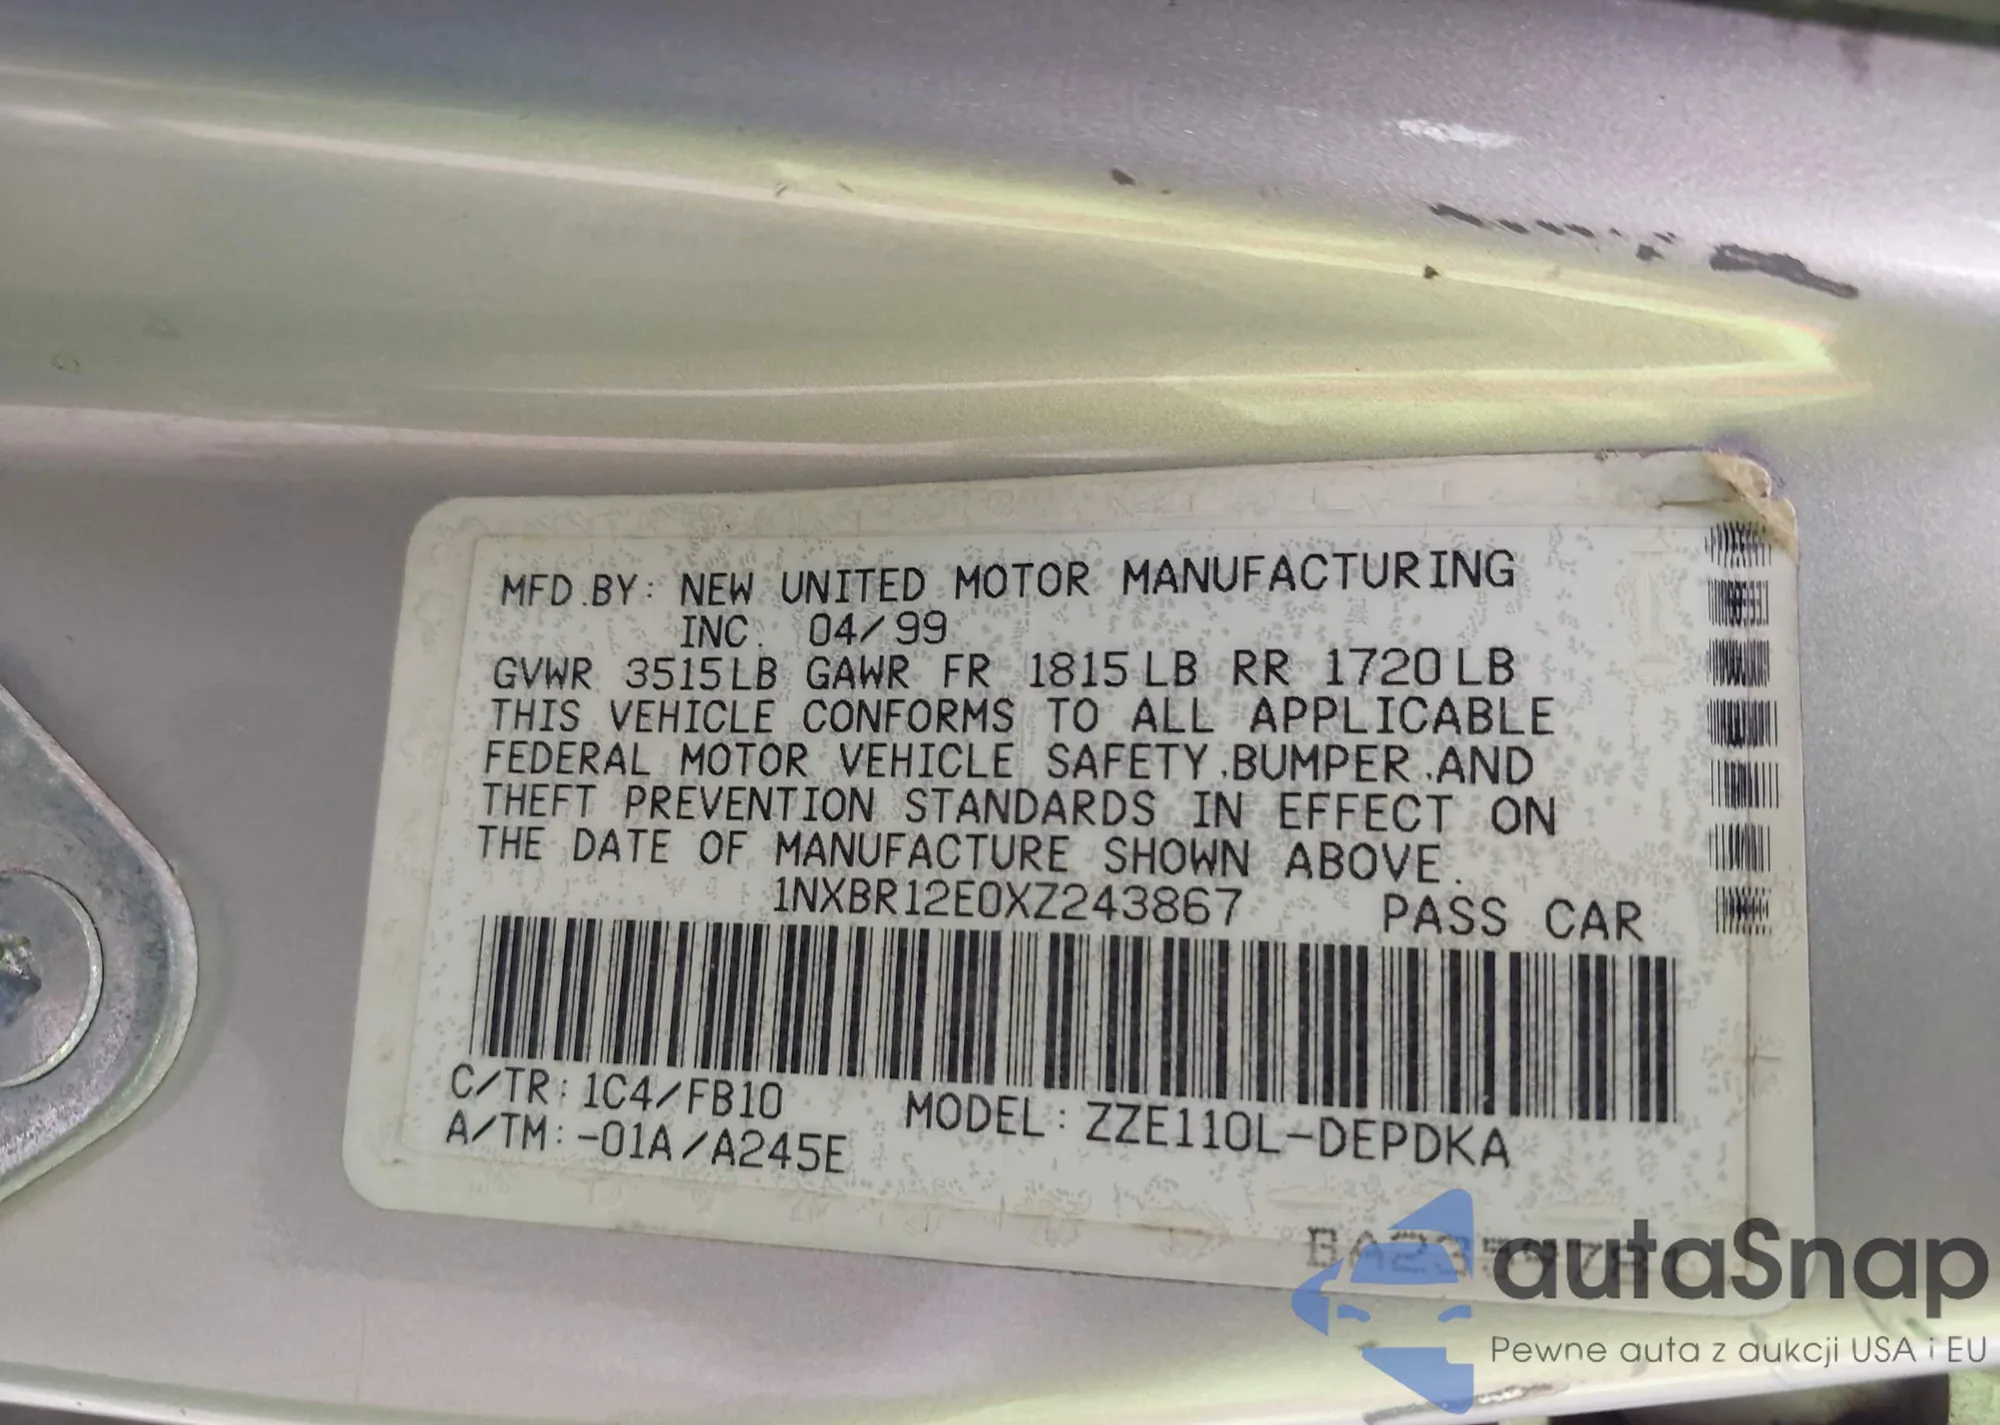 MFD.BY: NEW UNITED MOTOR MANUFACTURING
INC. 04/99
GVWR 3515LB GAWR FR 1815LB RR 1720LB
THIS VEHICLE CONFORMS TO ALL APPLICABLE
FEDERAL MOTOR VEHICLE SAFETY,BUMPER,AND
THEFT PREVENTION STANDARDS IN EFFECT ON
THE DATE OF MANUFACTURE SHOWN ABOVE.
1NXBR12E0XZ243867 PASS CAR
C/TR: 1C4/FB10 MODEL: ZZE110L-DEPDKA
A/TM:-01A/A245E
autaSnap
Pewne auta z aukcji USA i EU